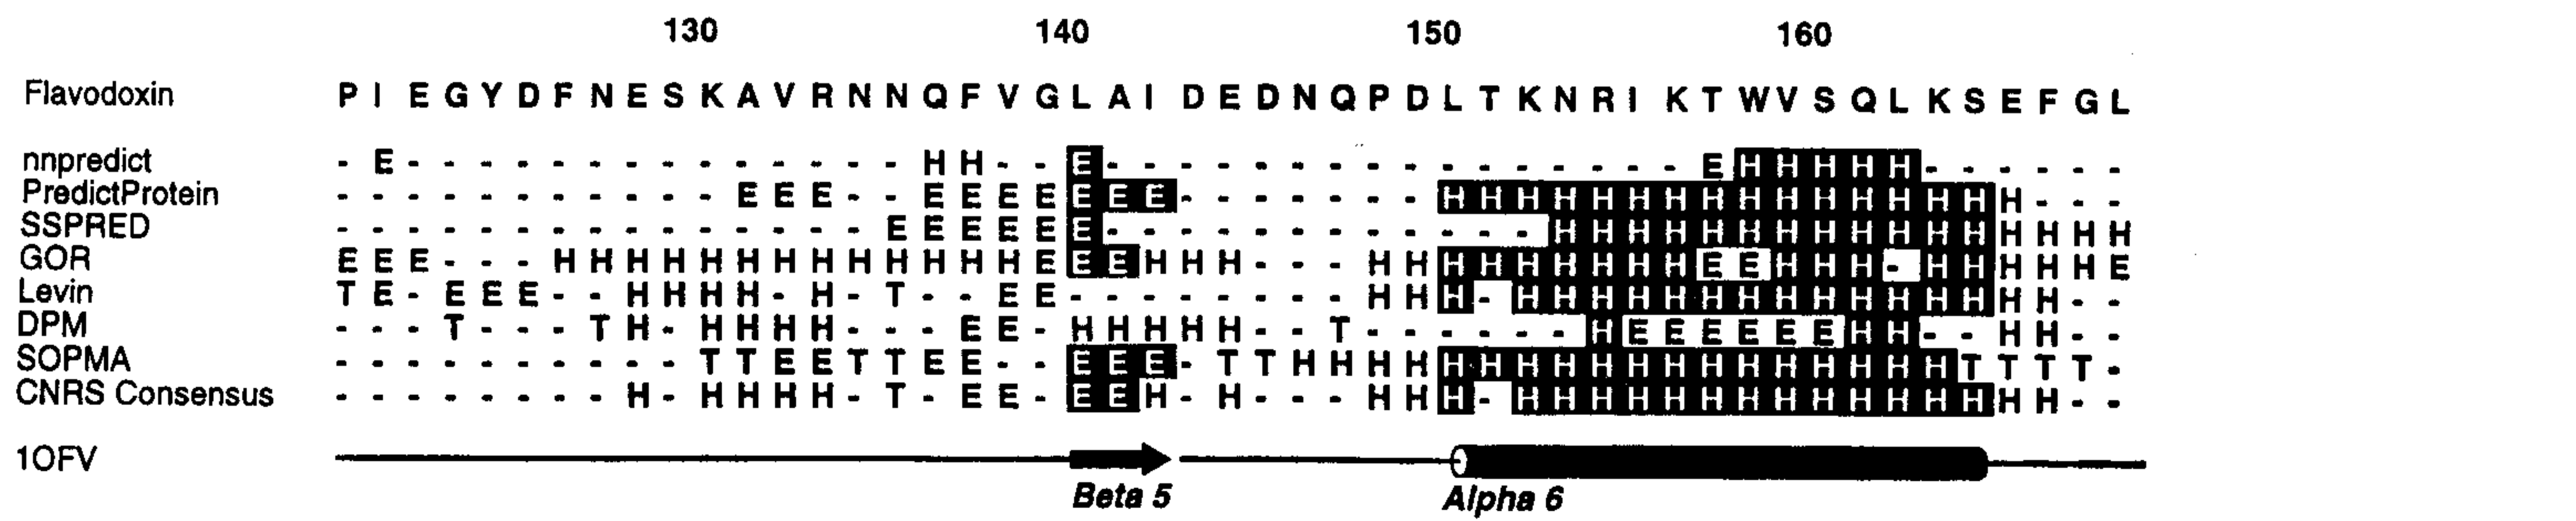 130 140 150 160
Flavodoxin P I E G Y D F N E S K A V R N N Q F V G L A I D E D N Q P D L T K N R I K T W V S Q L K S E F G L
nnpredict - E - - - - - - - - - - - - - - H H - - E - - - - - - - - - - - - - - - - E H H H H H - - - - - -
PredictProtein - - - - - - - - - - - E E E - - E E E E E E E - - - - - - - H H H H H H H H H H H H H H H H - - -
SSPRED - - - - - - - - - - - - - - - E E E E E E - - - - - - - - - - - - H H H H H H H H H H H H H H H H
GOR E E E - - - H H H H H H H H H H H H H E E E H H H - - - H H H H H H H H H E E H H H - H H H H H E
Levin T E - E E E - - H H H H - H - T - - E E - - - - - - - - H H H - H H H H H H H H H H H H H H H - -
DPM - - - T - - - T H - H H H H - - - E E - H H H H H - - T - - - - - - H E E E E E E H H - - H H - -
SOPMA - - - - - - - - - - T T E E T T E E - - E E E - T T H H H H H H H H H H H H H H H H H H T T T T -
CNRS Consensus - - - - - - - - H - H H H H - T - E E - E E H - H - - - H H H - H H H H H H H H H H H H H H H - -
1OFV
Beta 5 Alpha 6